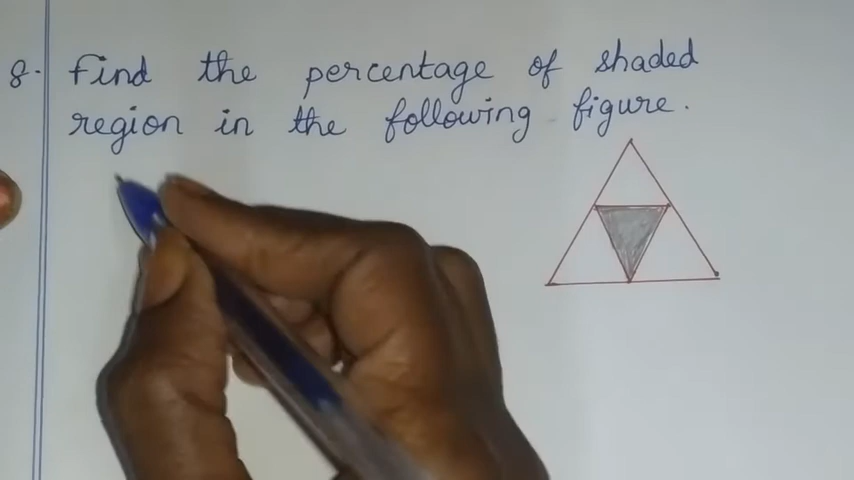 8. Find the percentage of shaded
region in the following figure.